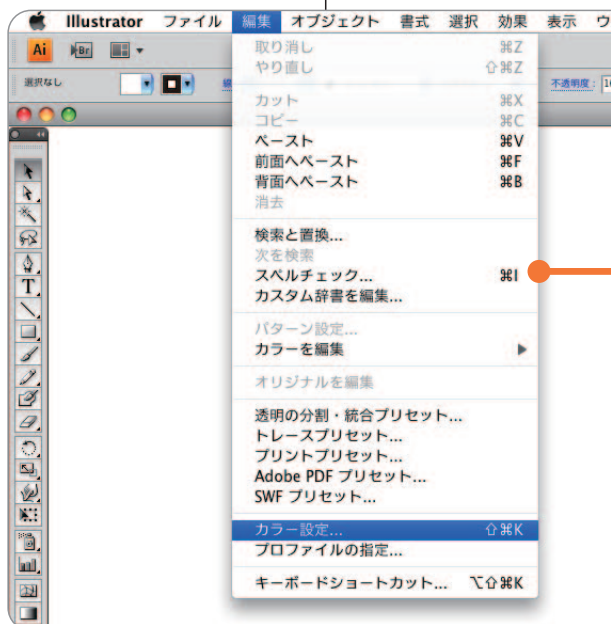 Illustrator ファイル 編集 オブジェクト 書式 選択 効果 表示 ウ
Ai Br
選択なし 線 不透明度: 1
取り消し ⌘Z
やり直し ⇧⌘Z
カット ⌘X
コピー ⌘C
ペースト ⌘V
前面へペースト ⌘F
背面へペースト ⌘B
消去
検索と置換...
次を検索
スペルチェック... ⌘I
カスタム辞書を編集...
パターン設定...
カラーを編集
オリジナルを編集
透明の分割・統合プリセット...
トレースプリセット...
プリントプリセット...
Adobe PDF プリセット...
SWF プリセット...
カラー設定... ⇧⌘K
プロファイルの指定...
キーボードショートカット... ⌥⇧⌘K